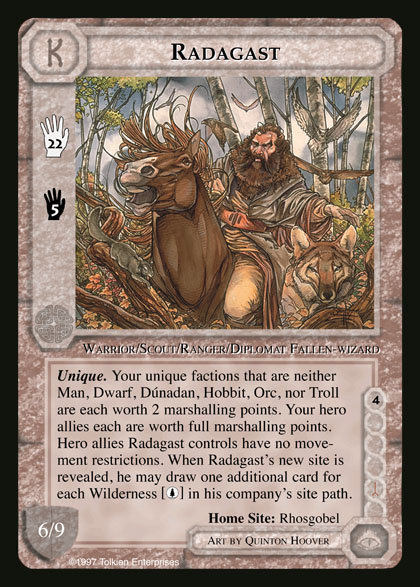 K
RADAGAST
22
5
WARRIOR/SCOUT/RANGER/DIPLOMAT FALLEN-WIZARD
Unique. Your unique factions that are neither
Man, Dwarf, Dúnadan, Hobbit, Orc, nor Troll
are each worth 2 marshalling points. Your hero
allies each are worth full marshalling points.
Hero allies Radagast controls have no move-
ment restrictions. When Radagast's new site is
revealed, he may draw one additional card for
each Wilderness [ ] in his company's site path.
4
Home Site: Rhosgobel
6/9
ART BY QUINTON HOOVER
©1997 Tolkien Enterprises